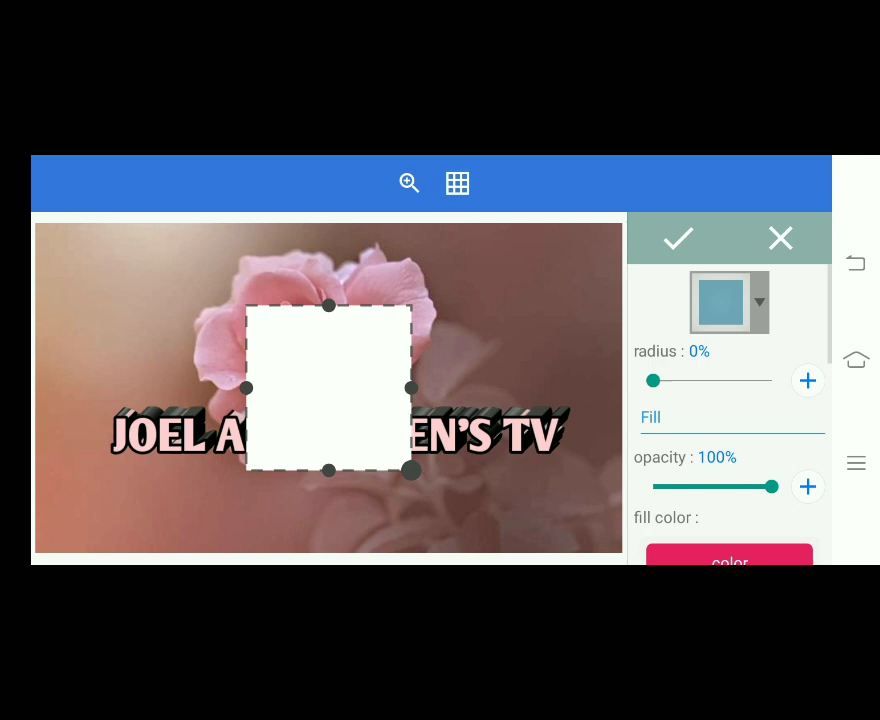 JOEL A EN'S TV
radius : 0%
Fill
opacity : 100%
fill color :
color